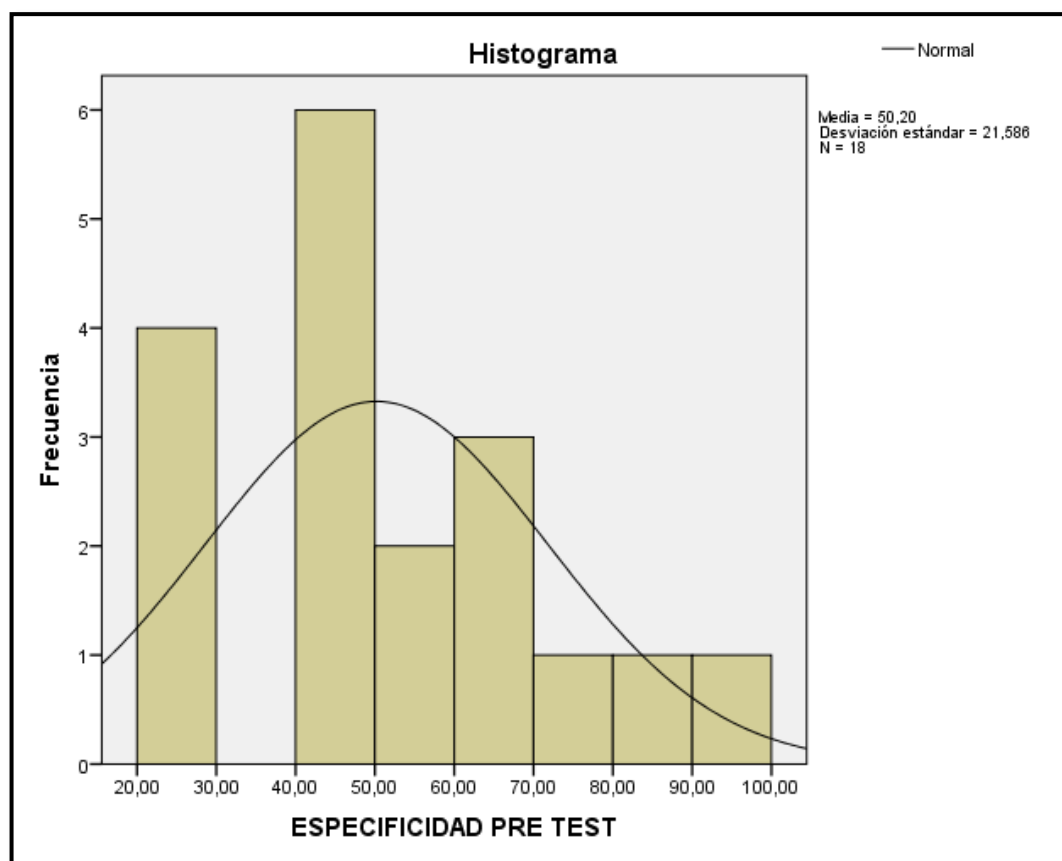 Histograma
Normal
Media = 50,20
Desviación estándar = 21,586
N = 18
Frecuencia
6
5
4
3
2
1
0
20,00 30,00 40,00 50,00 60,00 70,00 80,00 90,00 100,00
ESPECIFICIDAD PRE TEST